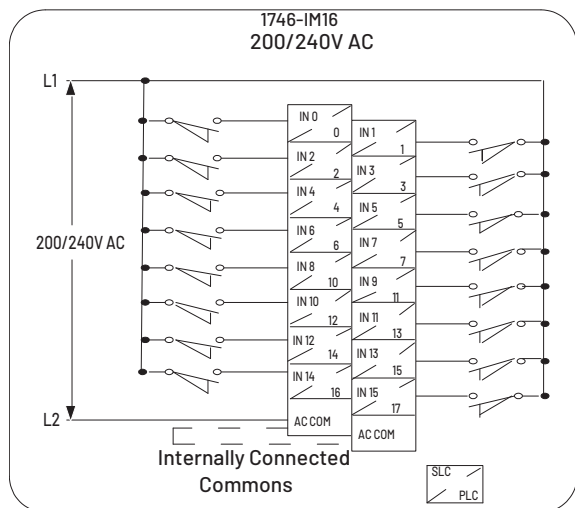 1746-IM16
200/240V AC
L1
IN 0
0
IN 1
1
IN 2
2
IN 3
3
IN 4
4
IN 5
5
IN 6
6
IN 7
7
200/240V AC
IN 8
10
IN 9
11
IN 10
12
IN 11
13
IN 12
14
IN 13
15
IN 14
16
IN 15
17
L2
AC COM
AC COM
Internally Connected
Commons
SLC
PLC